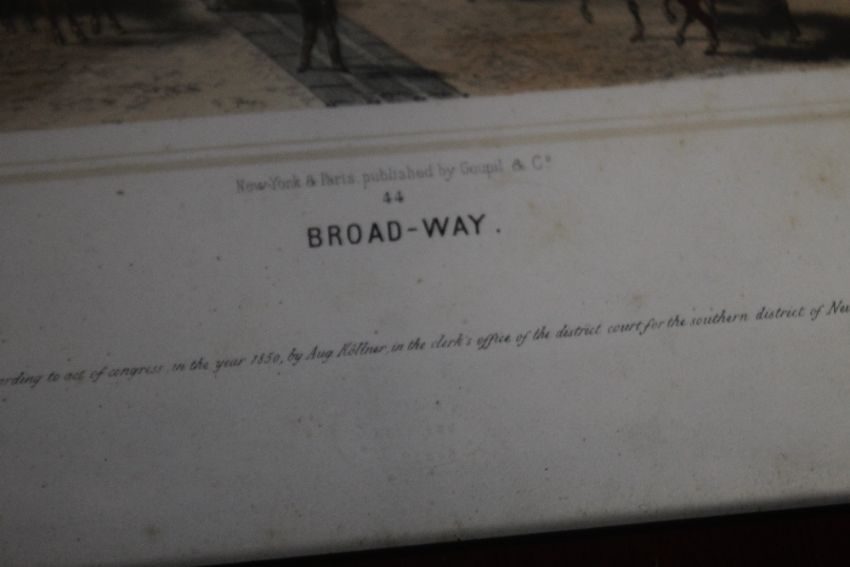 New-York & Paris, published by Goupil & Cº
44
BROAD-WAY.
ording to act of congress in the year 1850, by Aug Köllner, in the clerk's office of the district court for the southern district of Ne